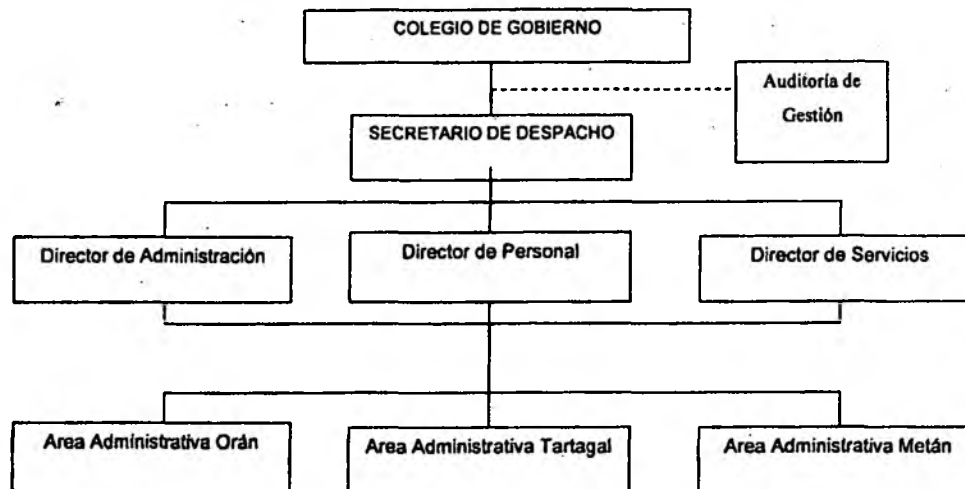 COLEGIO DE GOBIERNO
Auditoría de
Gestión
SECRETARIO DE DESPACHO
Director de Administración
Director de Personal
Director de Servicios
Area Administrativa Orán
Area Administrativa Tartagal
Area Administrativa Metán